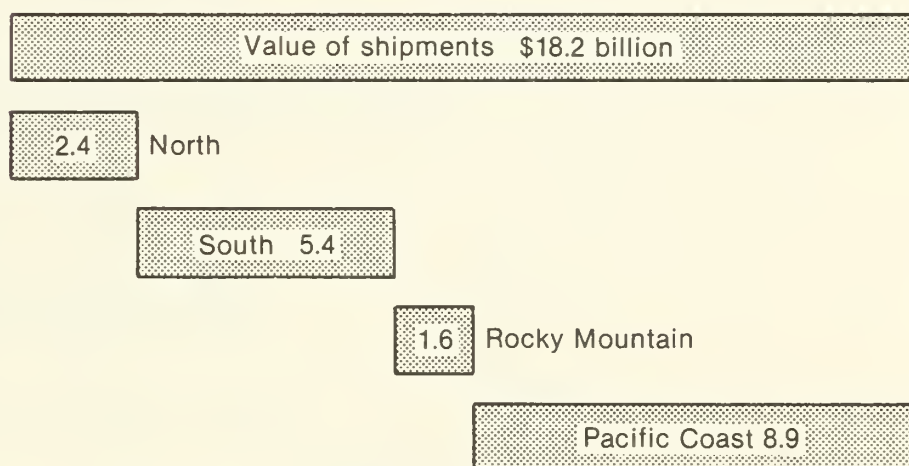 Value of shipments $18.2 billion
2.4 North
South 5.4
1.6 Rocky Mountain
Pacific Coast 8.9